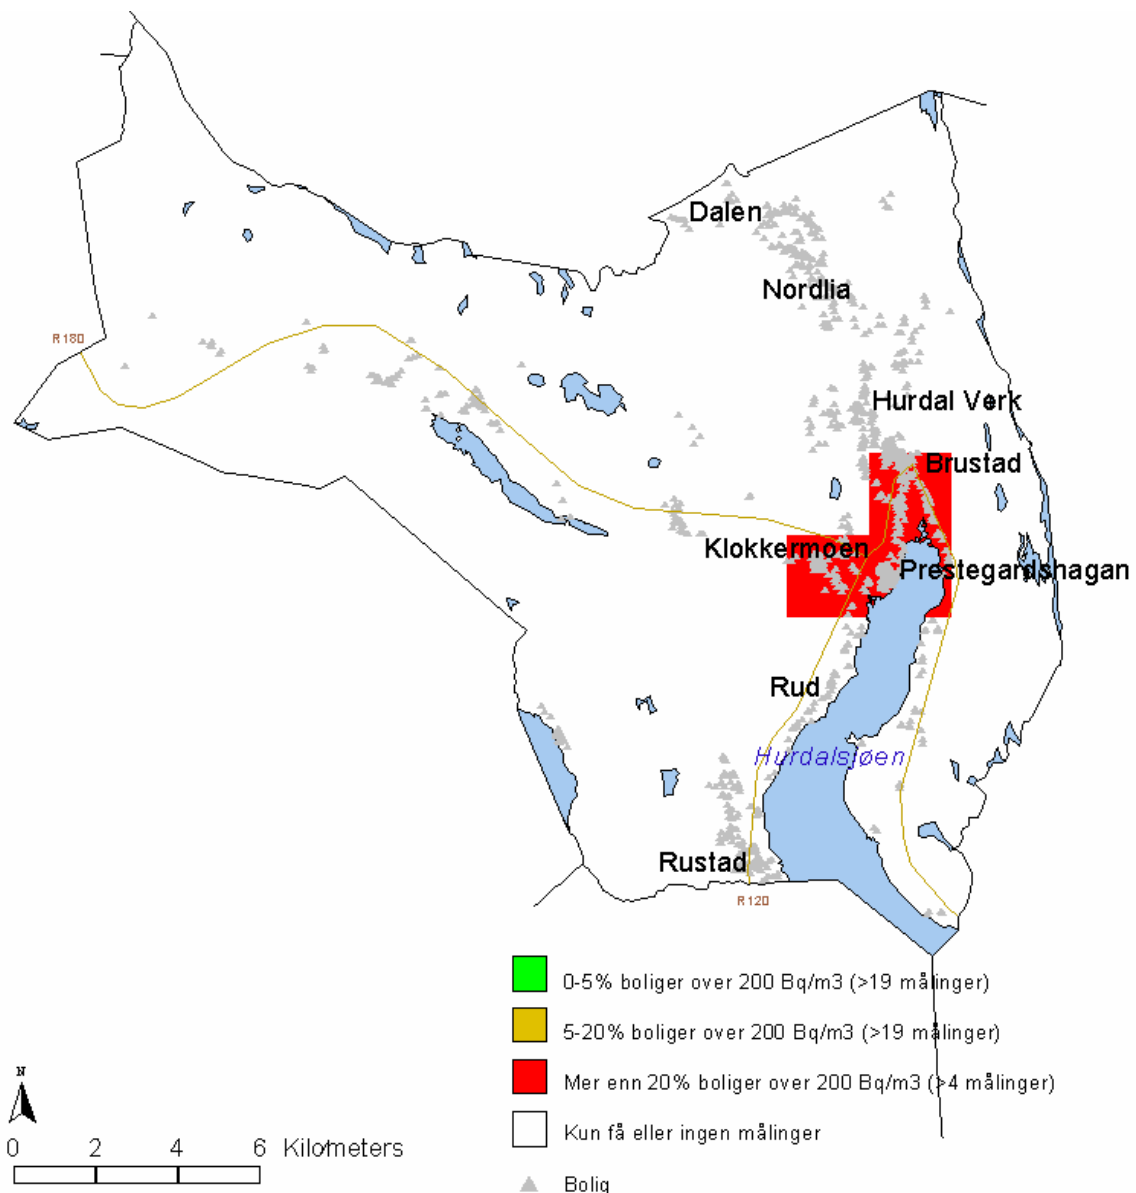 Dalen
Nordlia
R180
Hurdal Verk
Brustad
Klokkermoen
Prestegardshagan
Rud
Hurdalsjøen
Rustad
R120
0-5% boliger over 200 Bq/m3 (>19 målinger)
5-20% boliger over 200 Bq/m3 (>19 målinger)
Mer enn 20% boliger over 200 Bq/m3 (>4 målinger)
Kun få eller ingen målinger
Bolig
N
0 2 4 6 Kilometers